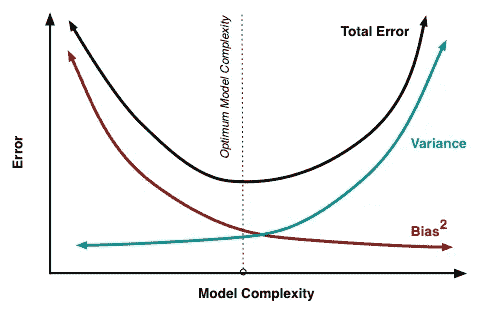 Total Error
Optimum Model Complexity
Variance
Error
Bias2
Model Complexity